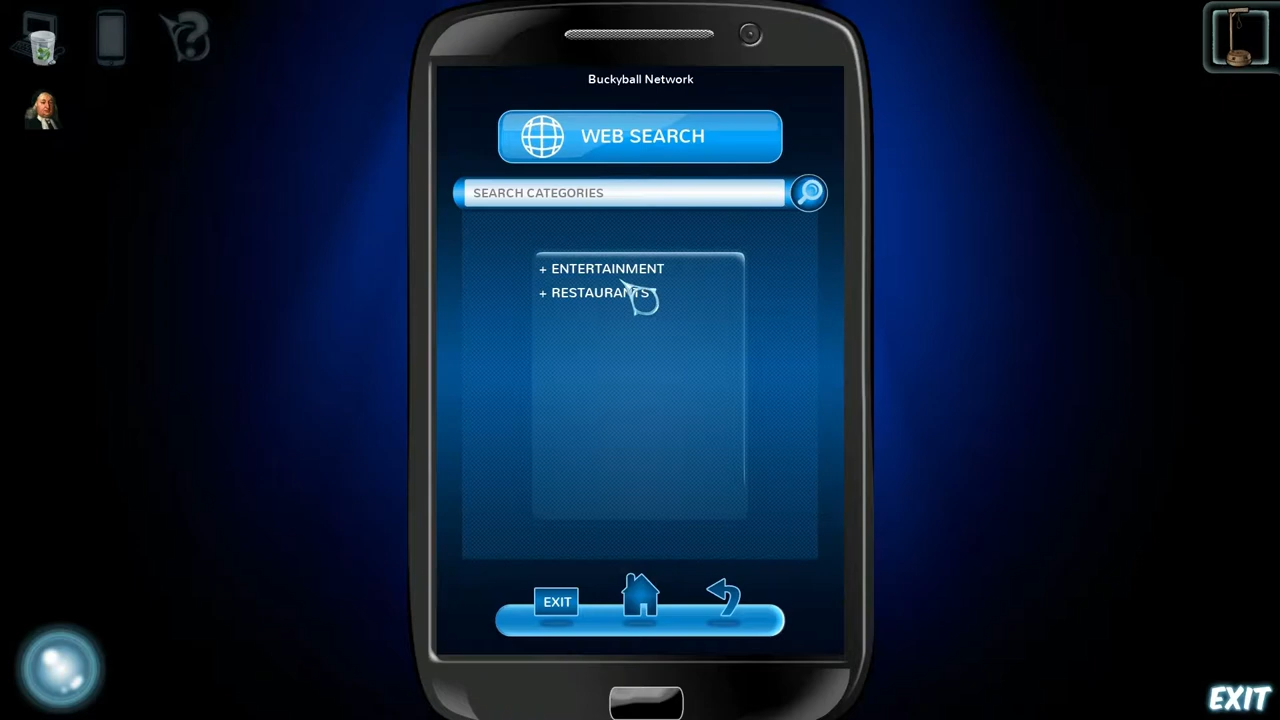 Buckyball Network
WEB SEARCH
SEARCH CATEGORIES
+ ENTERTAINMENT
+ RESTAURANTS
EXIT
EXIT